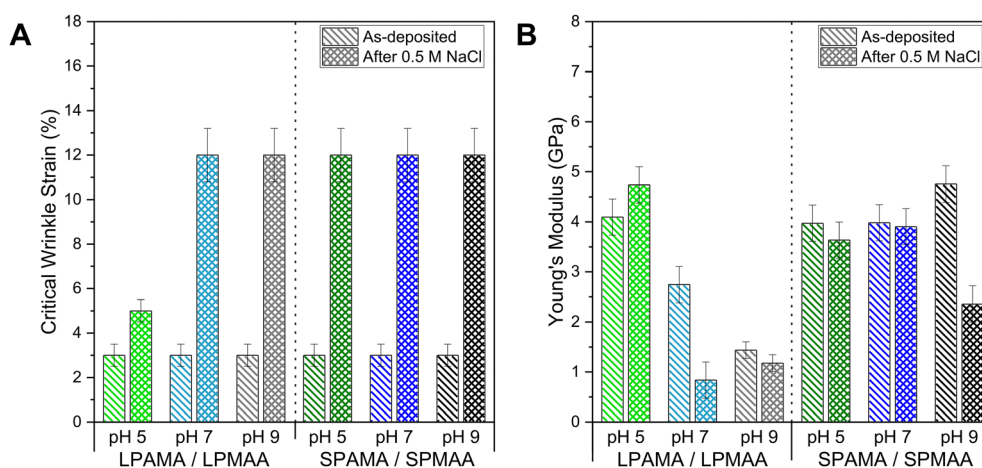 A
Critical Wrinkle Strain (%)
18
16
14
12
10
8
6
4
2
0
As-deposited
After 0.5 M NaCl
pH 5 pH 7 pH 9 pH 5 pH 7 pH 9
LPAMA / LPMAA SPAMA / SPMAA
B
Young's Modulus (GPa)
8
7
6
5
4
3
2
1
0
As-deposited
After 0.5 M NaCl
pH 5 pH 7 pH 9 pH 5 pH 7 pH 9
LPAMA / LPMAA SPAMA / SPMAA